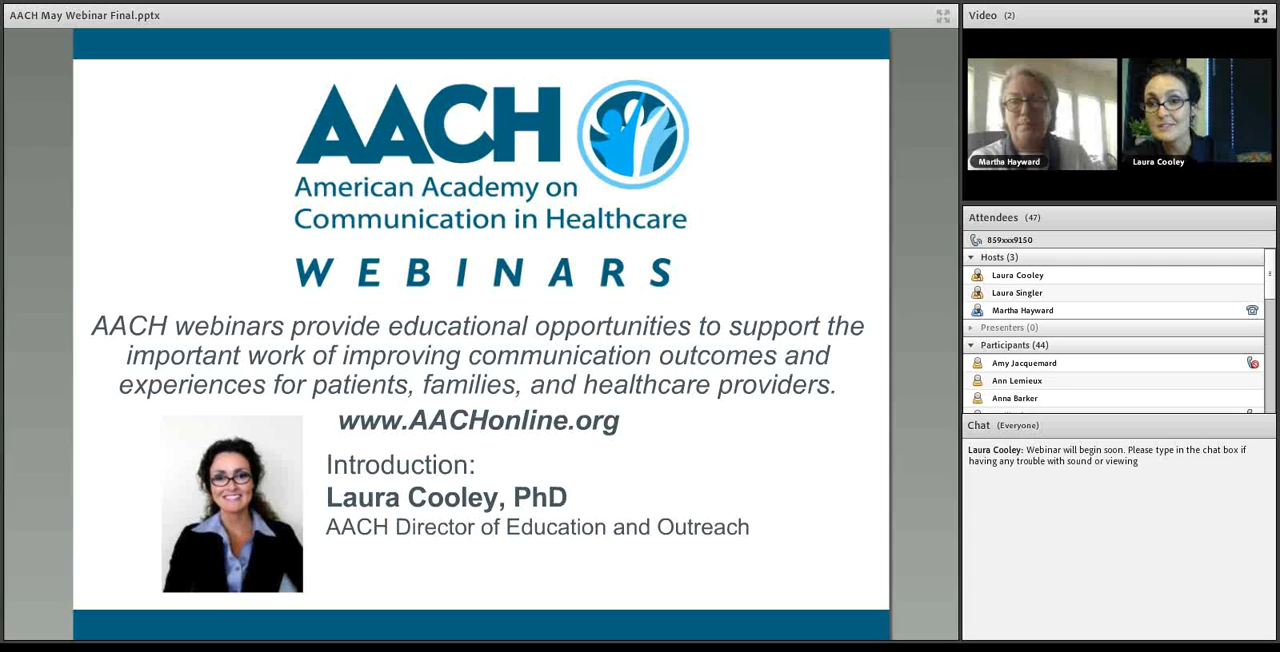 AACH May Webinar Final.pptx
AACH
American Academy on
Communication in Healthcare
WEBINARS
AACH webinars provide educational opportunities to support the
important work of improving communication outcomes and
experiences for patients, families, and healthcare providers.
www.AACHonline.org
Introduction:
Laura Cooley, PhD
AACH Director of Education and Outreach
Video (2)
Martha Hayward
Laura Cooley
Attendees (47)
859xxx9150
Hosts (3)
Laura Cooley
Laura Singler
Martha Hayward
Presenters (0)
Participants (44)
Amy Jacquemard
Ann Lemieux
Anna Barker
Chat (Everyone)
Laura Cooley: Webinar will begin soon. Please type in the chat box if
having any trouble with sound or viewing